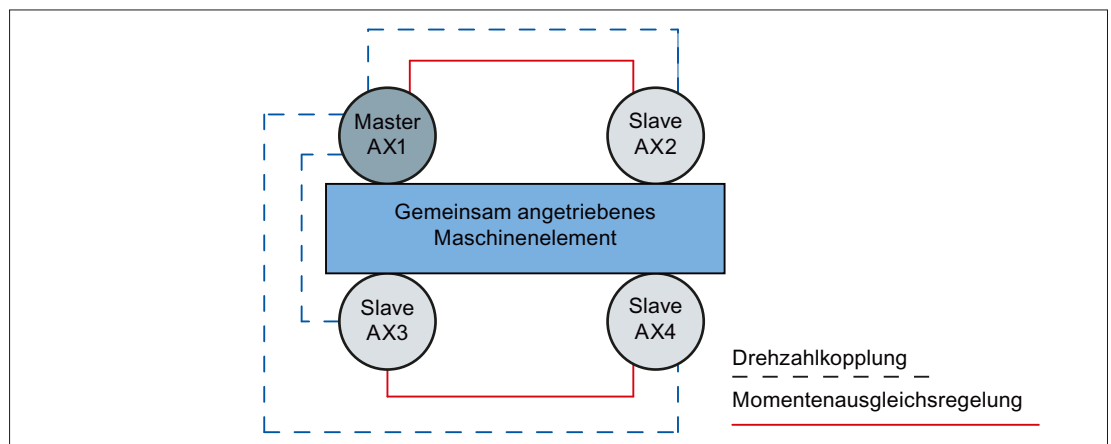 Master
AX1
Slave
AX2
Gemeinsam angetriebenes
Maschinenelement
Slave
AX3
Slave
AX4
Drehzahlkopplung
Momentenausgleichsregelung